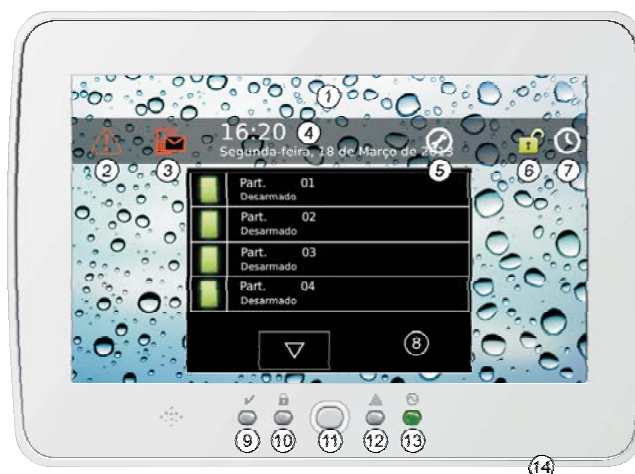 1
16:20 4
Segunda-feira, 18 de Março de 2013
2 3 5 6 7
Part. 01
Desarmado
Part. 02
Desarmado
Part. 03
Desarmado
Part. 04
Desarmado
8
9 10 11 12 13
14